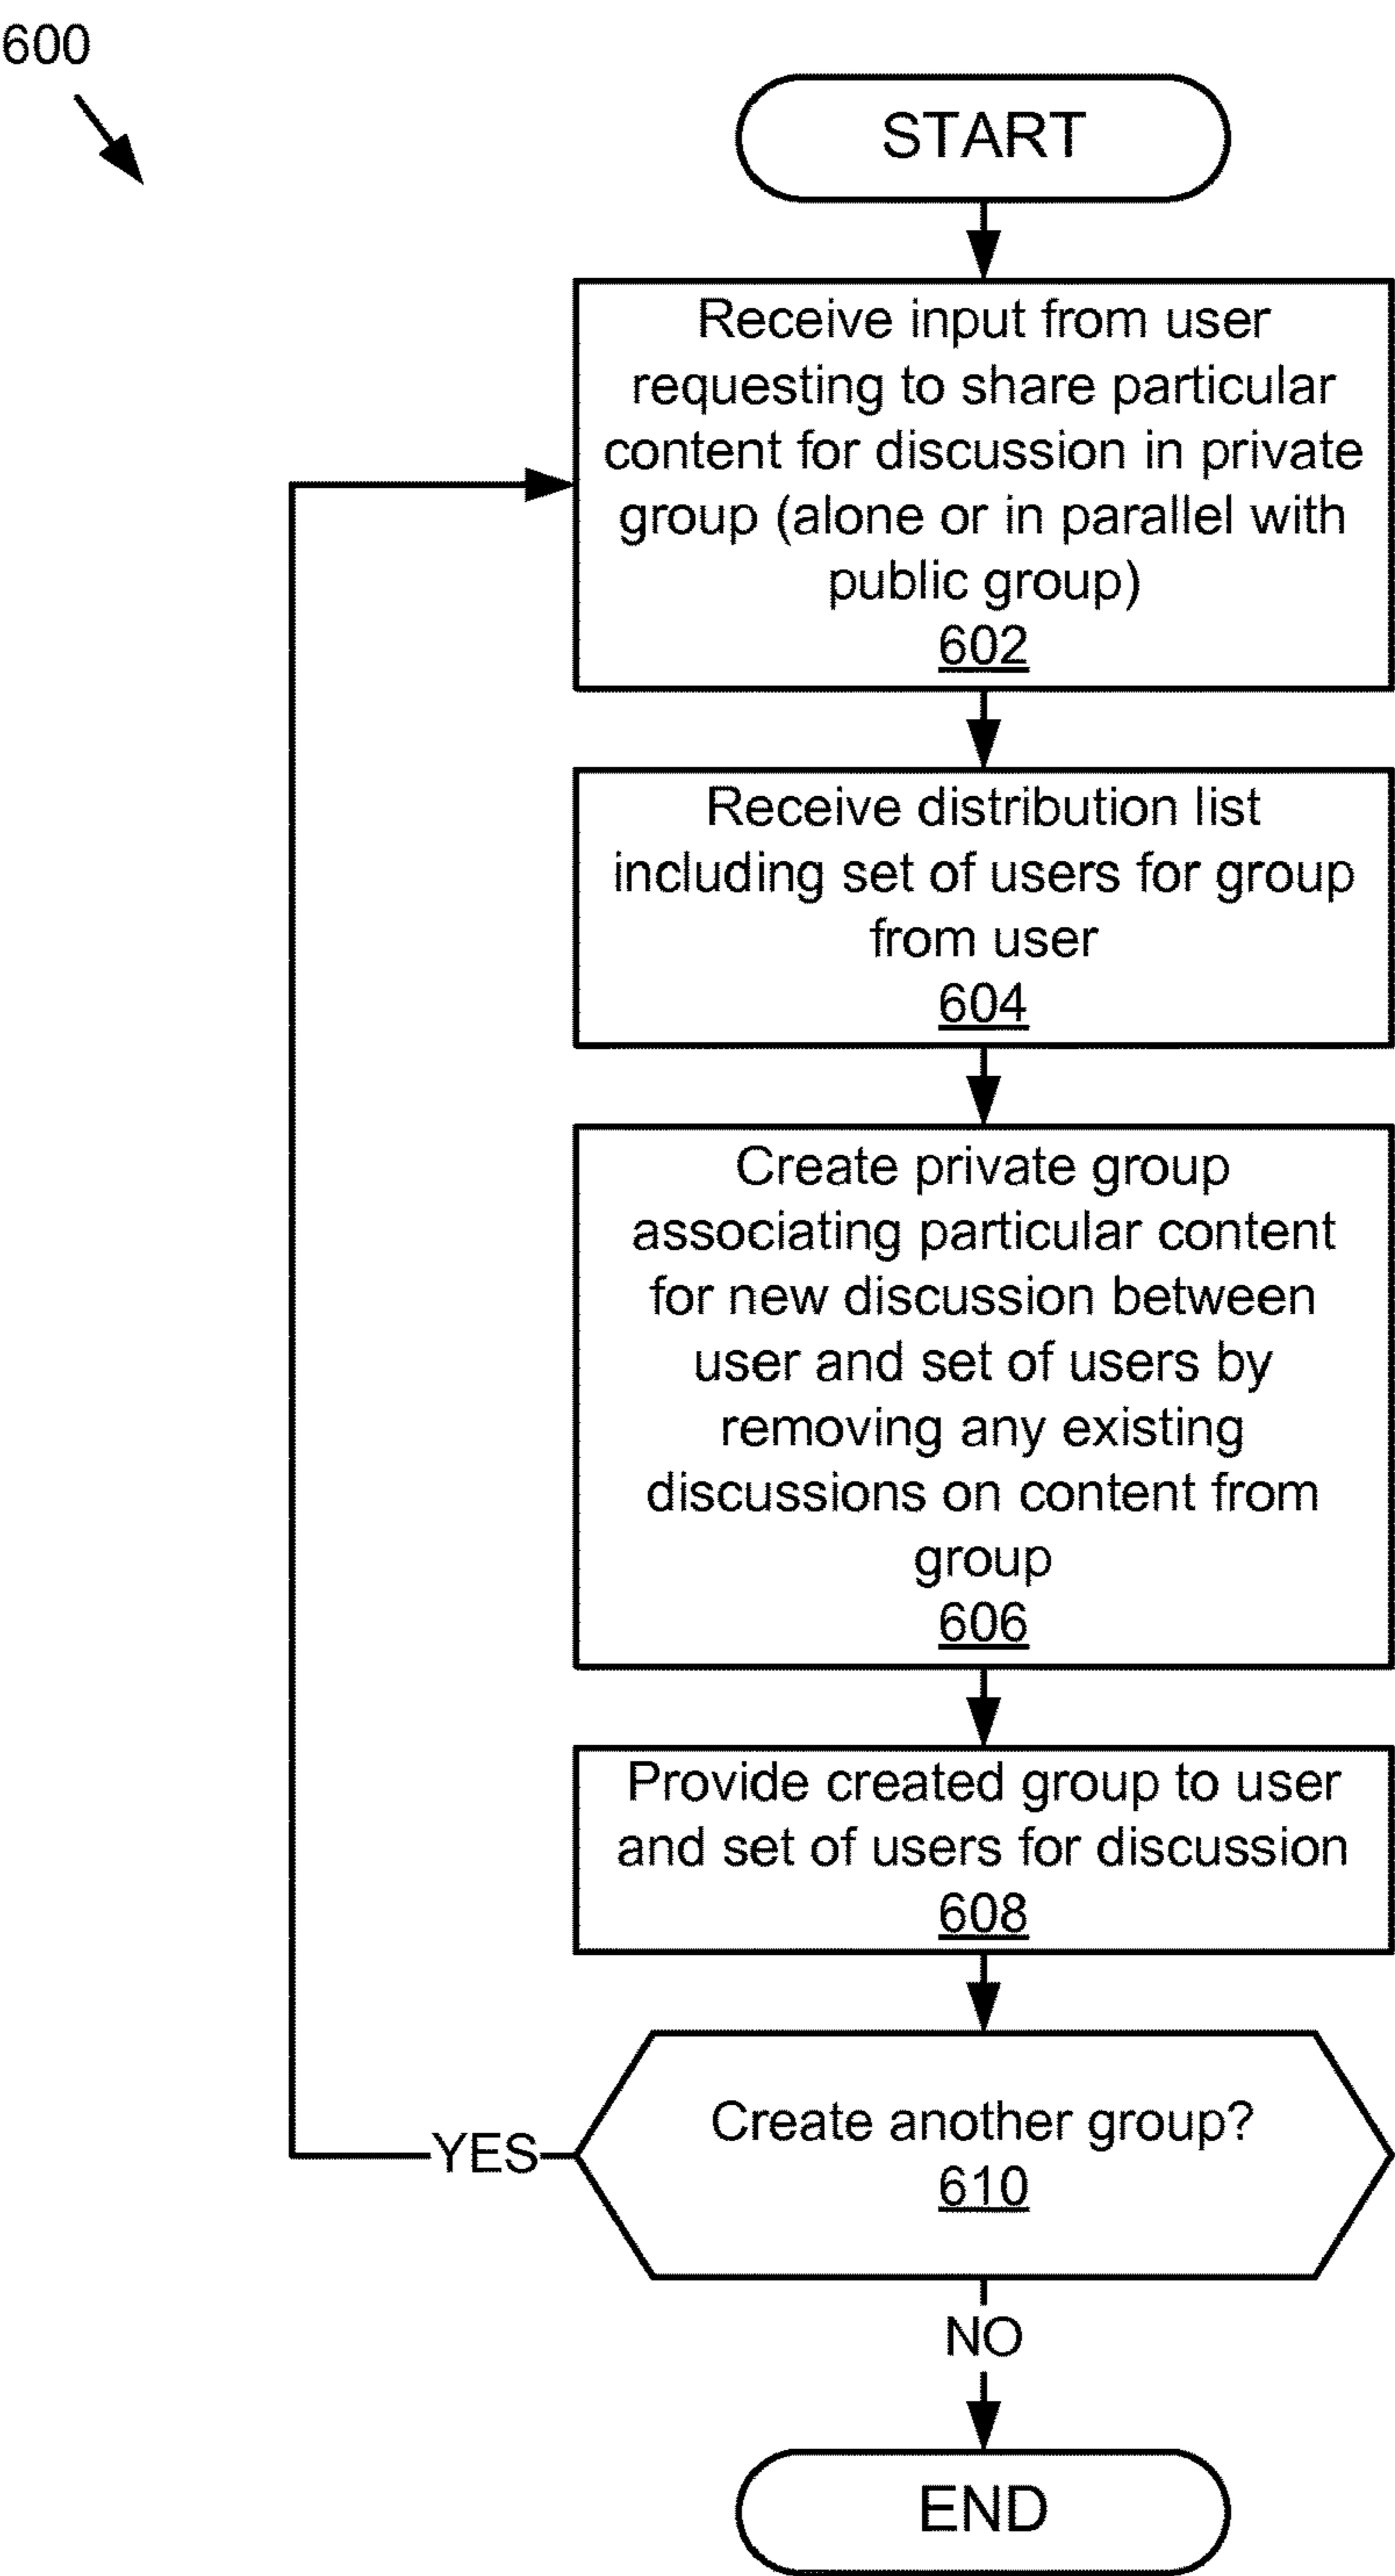 600
START
Receive input from user
requesting to share particular
content for discussion in private
group (alone or in parallel with
public group)
602
Receive distribution list
including set of users for group
from user
604
Create private group
associating particular content
for new discussion between
user and set of users by
removing any existing
discussions on content from
group
606
Provide created group to user
and set of users for discussion
608
Create another group?
610
YES
NO
END